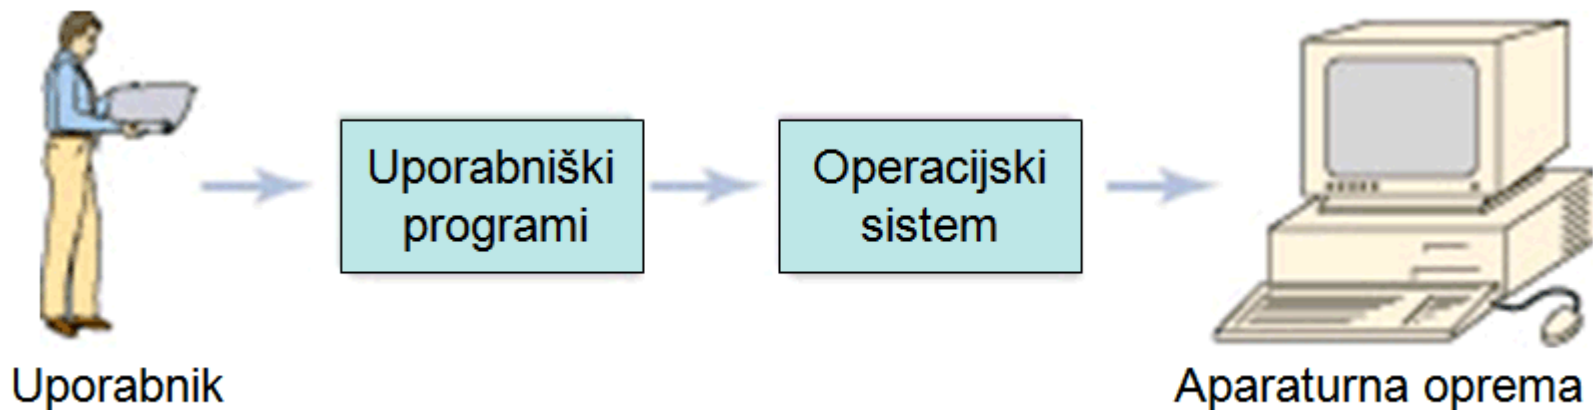 Uporabniški
programi
Operacijski
sistem
Uporabnik
Aparaturna oprema